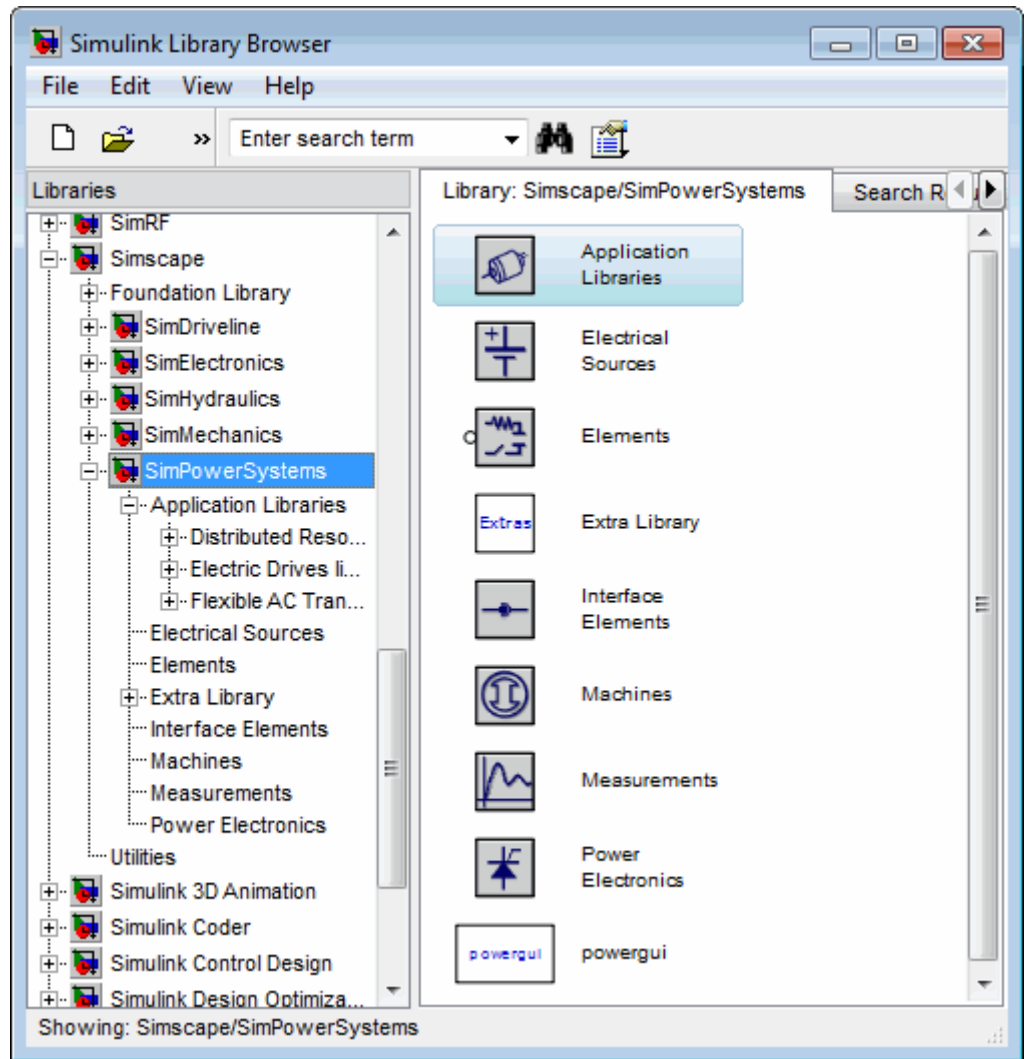 Simulink Library Browser
File Edit View Help
» Enter search term
Libraries
SimRF
Simscape
Foundation Library
SimDriveline
SimElectronics
SimHydraulics
SimMechanics
SimPowerSystems
Application Libraries
Distributed Reso...
Electric Drives li...
Flexible AC Tran...
Electrical Sources
Elements
Extra Library
Interface Elements
Machines
Measurements
Power Electronics
Utilities
Simulink 3D Animation
Simulink Coder
Simulink Control Design
Simulink Design Optimiza...
Library: Simscape/SimPowerSystems
Search R
Application
Libraries
Electrical
Sources
Elements
Extras
Extra Library
Interface
Elements
Machines
Measurements
Power
Electronics
powergui
powergui
Showing: Simscape/SimPowerSystems